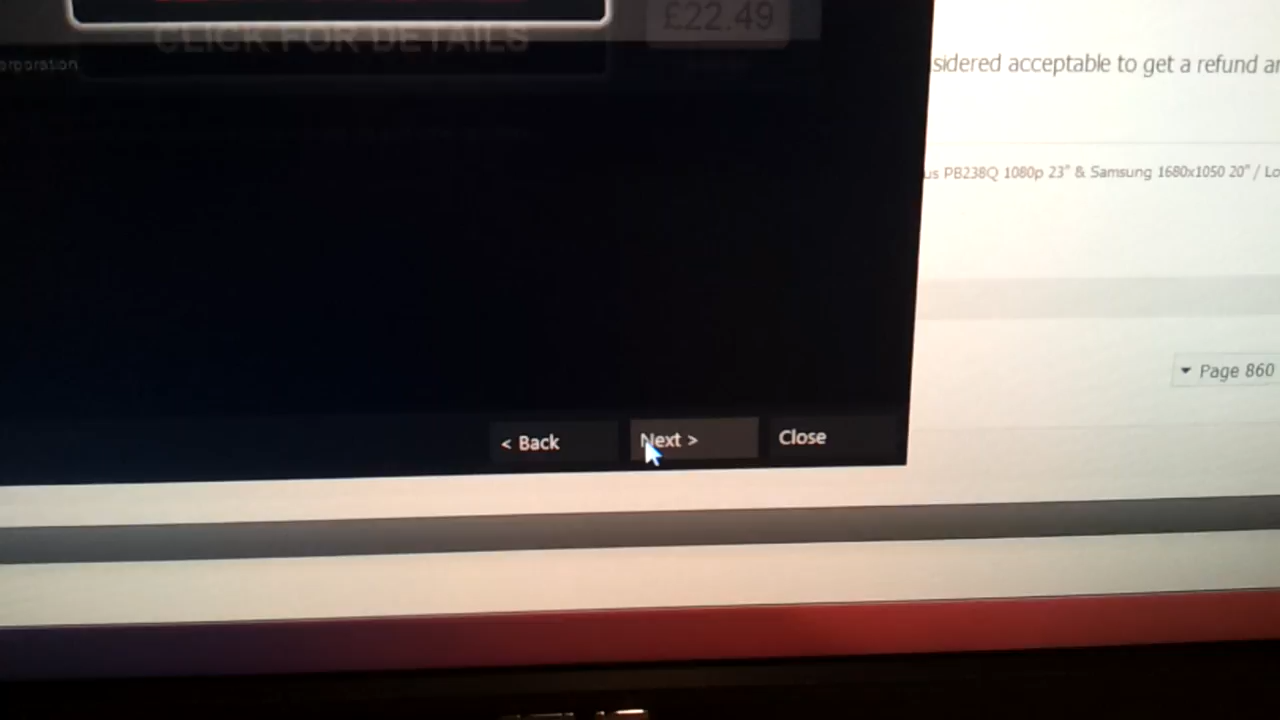 £22.49
CLICK FOR DETAILS
orporation
sidered acceptable to get a refund
us PB238Q 1080p 23" & Samsung 1680x1050 20" / Lo
Page 860
< Back
Next >
Close